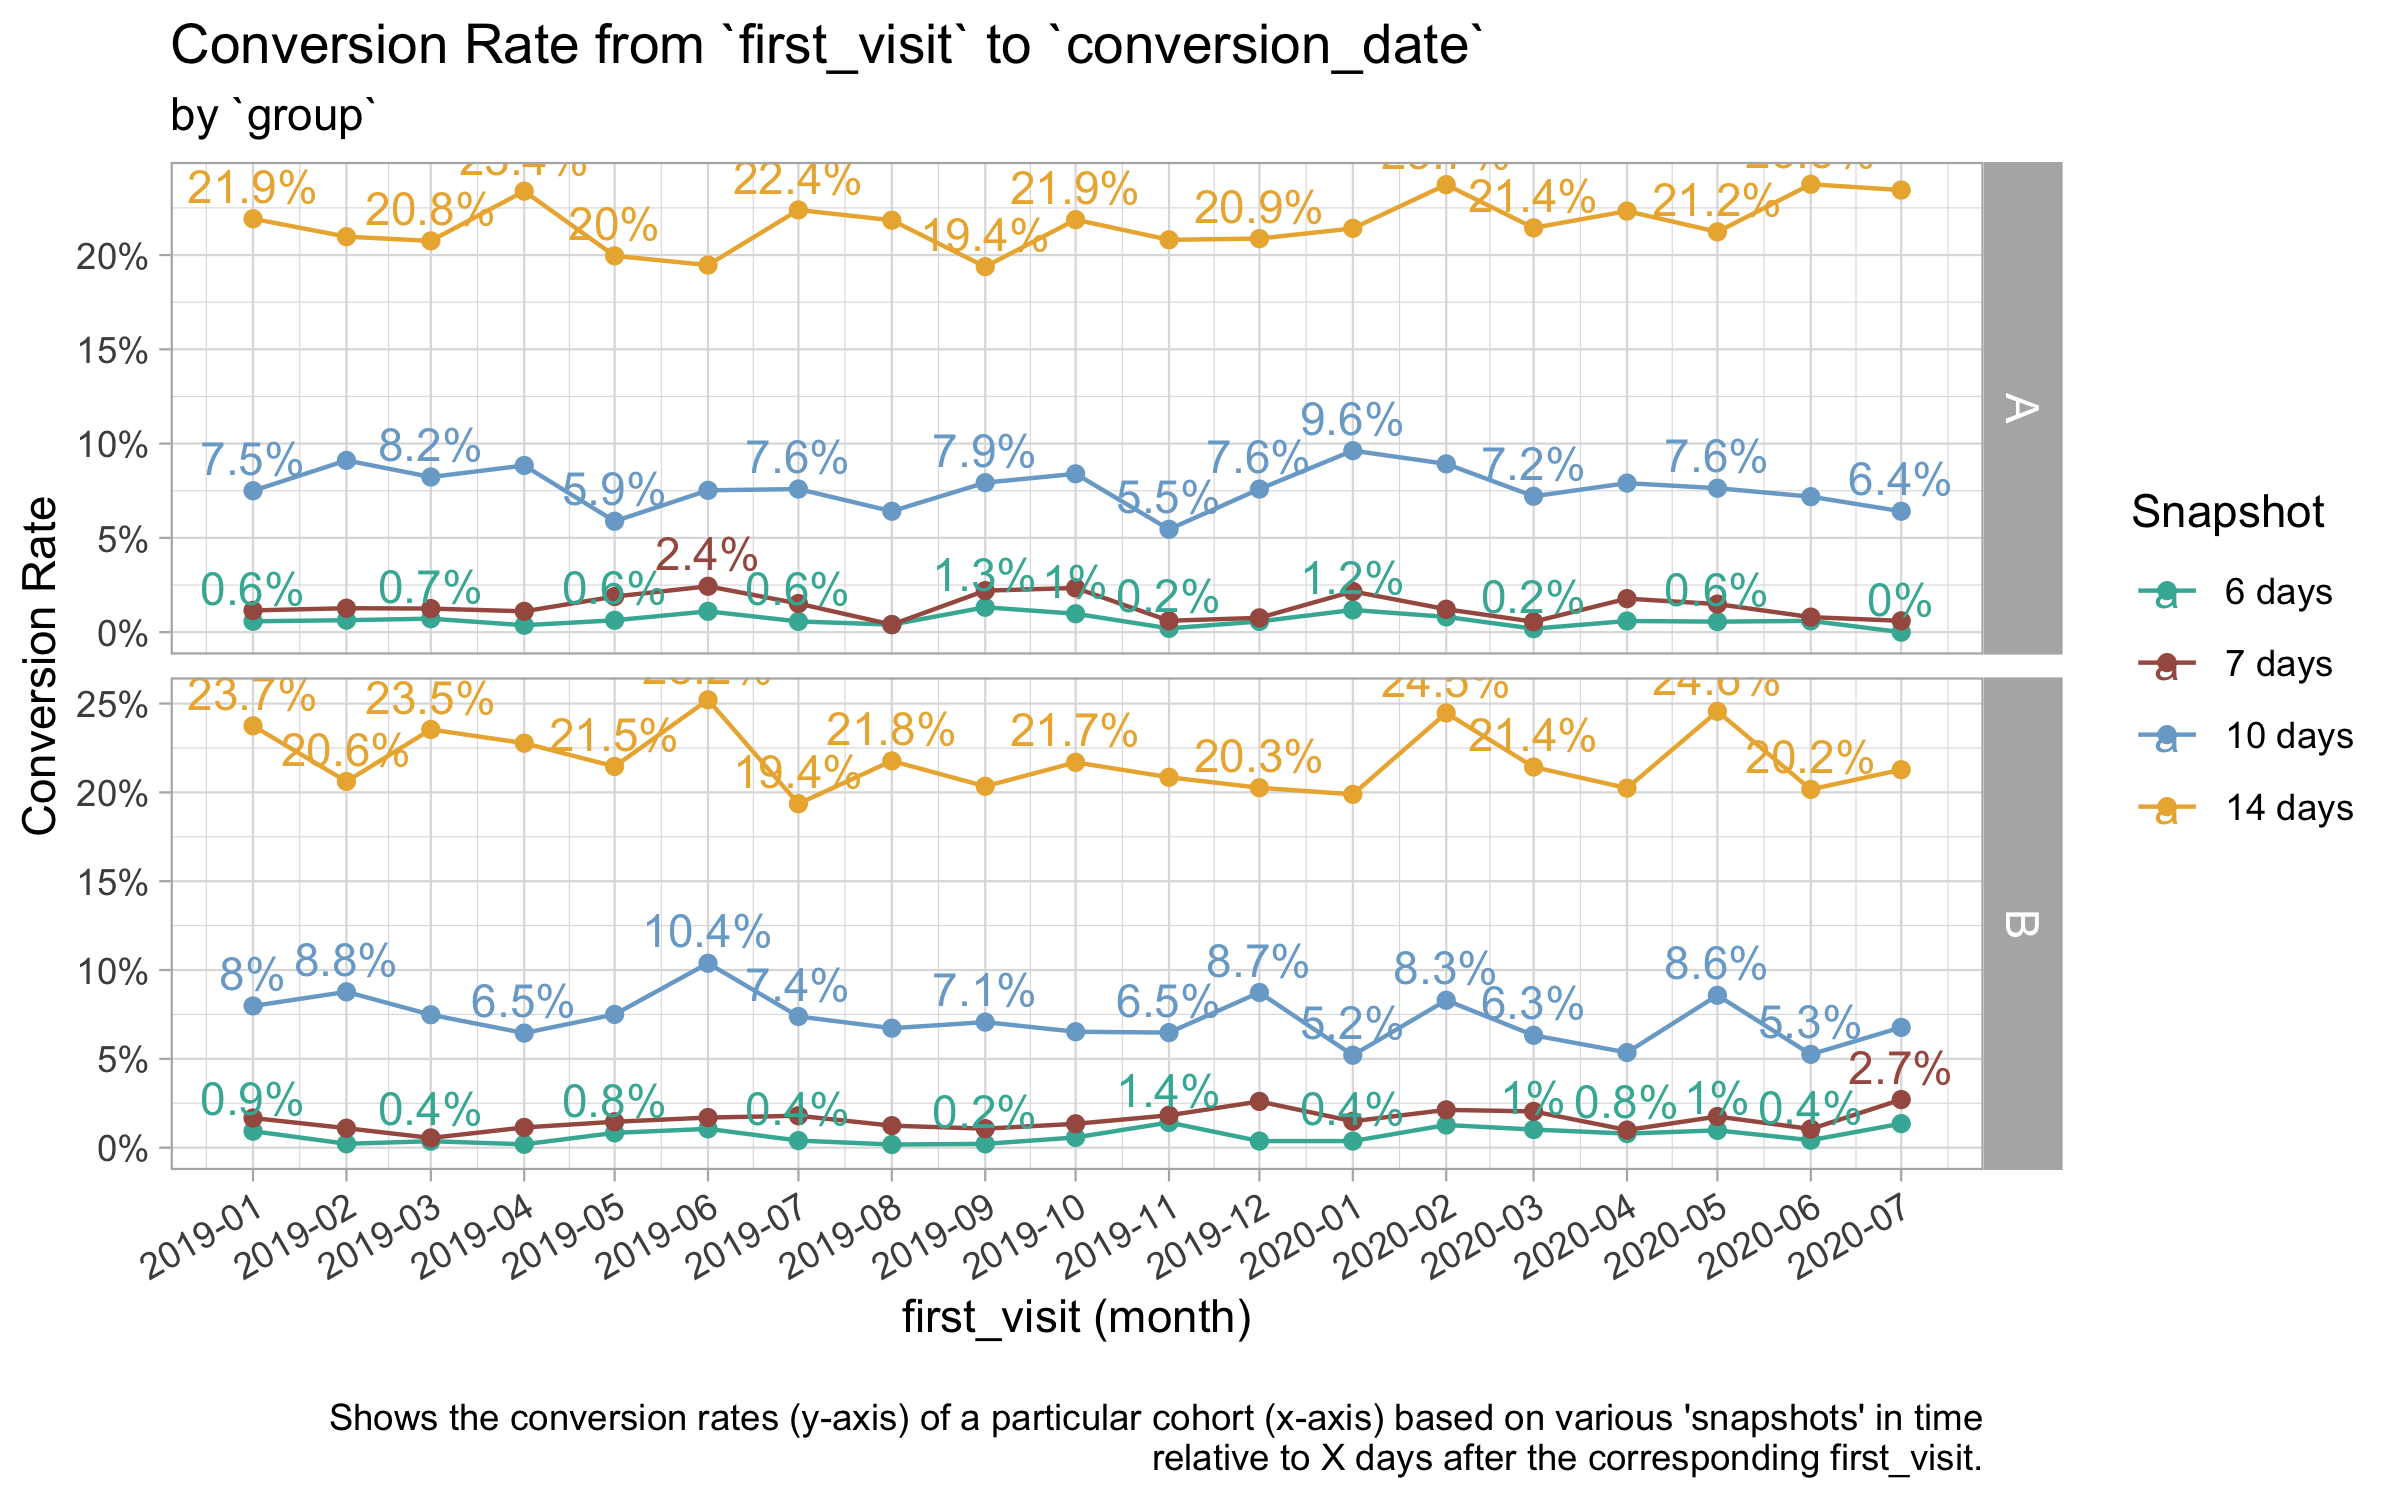 Conversion Rate from `first_visit` to `conversion_date`
by `group`
Conversion Rate
21.9% 20.8% 20% 22.4% 19.4% 21.9% 20.9% 21.4% 21.2%
7.5% 8.2% 5.9% 7.6% 7.9% 5.5% 7.6% 9.6% 7.2% 7.6% 6.4%
2.4%
0.6% 0.7% 0.6% 0.6% 1.3% 1% 0.2% 1.2% 0.2% 0.6% 0%
20%
15%
10%
5%
0%
A
23.7% 20.6% 23.5% 21.5% 19.4% 21.8% 21.7% 20.3% 24.5% 21.4% 24.6% 20.2%
8% 8.8% 6.5% 10.4% 7.4% 7.1% 6.5% 8.7% 5.2% 8.3% 6.3% 8.6% 5.3%
2.7%
0.9% 0.4% 0.8% 0.4% 0.2% 1.4% 0.4% 1% 0.8% 1% 0.4%
25%
20%
15%
10%
5%
0%
B
2019-01 2019-02 2019-03 2019-04 2019-05 2019-06 2019-07 2019-08 2019-09 2019-10 2019-11 2019-12 2020-01 2020-02 2020-03 2020-04 2020-05 2020-06 2020-07
first_visit (month)
Snapshot
a 6 days
a 7 days
a 10 days
a 14 days
Shows the conversion rates (y-axis) of a particular cohort (x-axis) based on various 'snapshots' in time
relative to X days after the corresponding first_visit.